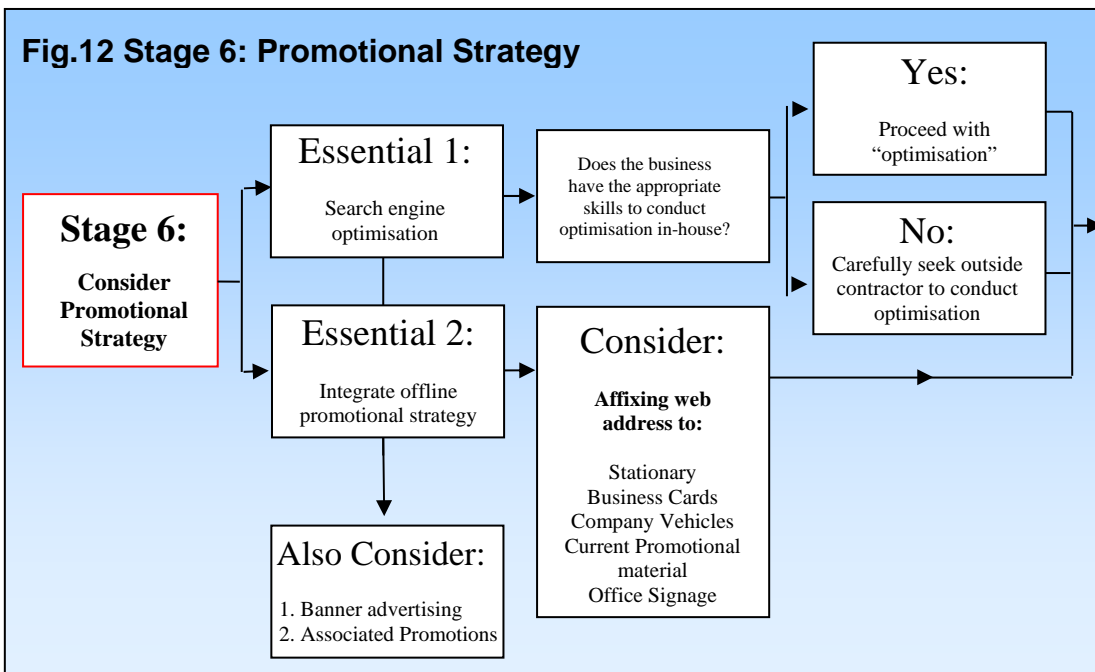 Fig.12 Stage 6: Promotional Strategy
Stage 6:
Consider
Promotional
Strategy
Essential 1:
Search engine
optimisation
Does the business
have the appropriate
skills to conduct
optimisation in-house?
Yes:
Proceed with
“optimisation”
No:
Carefully seek outside
contractor to conduct
optimisation
Essential 2:
Integrate offline
promotional strategy
Consider:
Affixing web
address to:
Stationary
Business Cards
Company Vehicles
Current Promotional
material
Office Signage
Also Consider:
1. Banner advertising
2. Associated Promotions